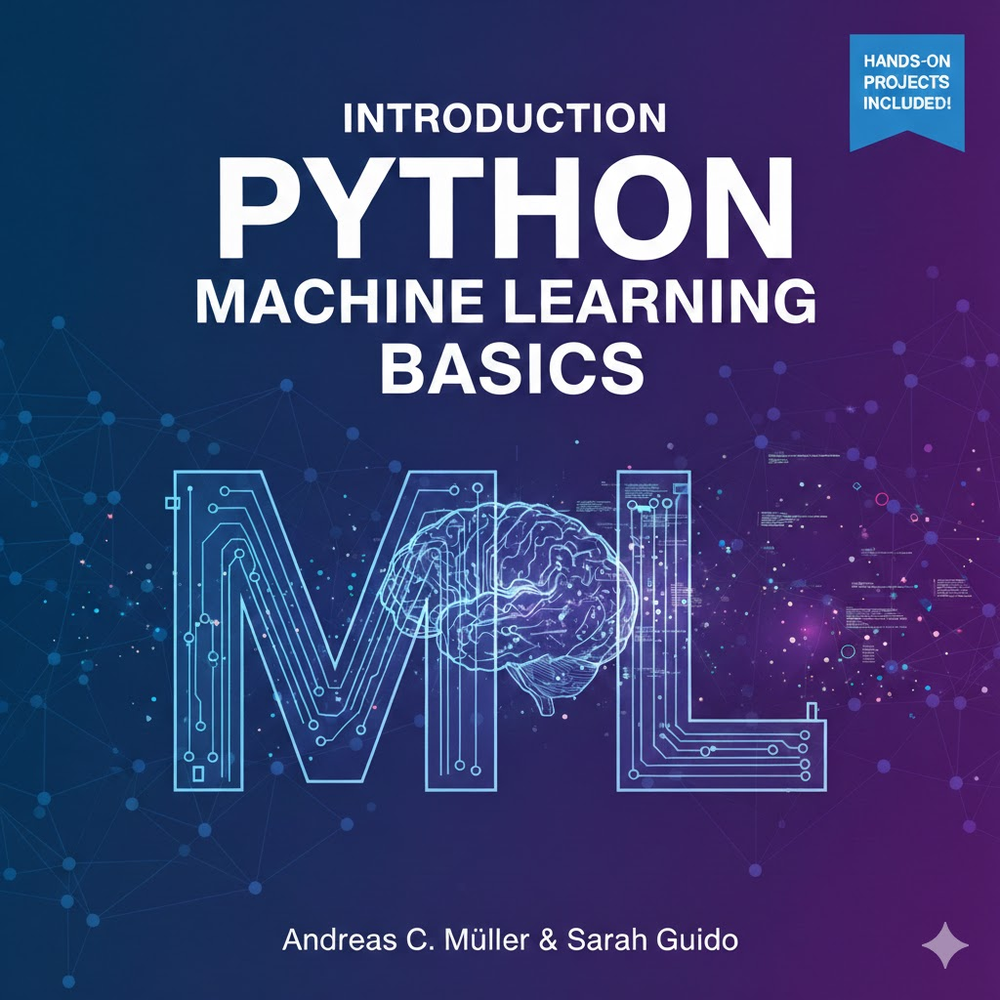 HANDS-ON
PROJECTS
INCLUDED!
INTRODUCTION
PYTHON
MACHINE LEARNING
BASICS
ML
Andreas C. Müller & Sarah Guido